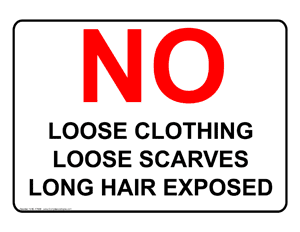 NO
LOOSE CLOTHING
LOOSE SCARVES
LONG HAIR EXPOSED